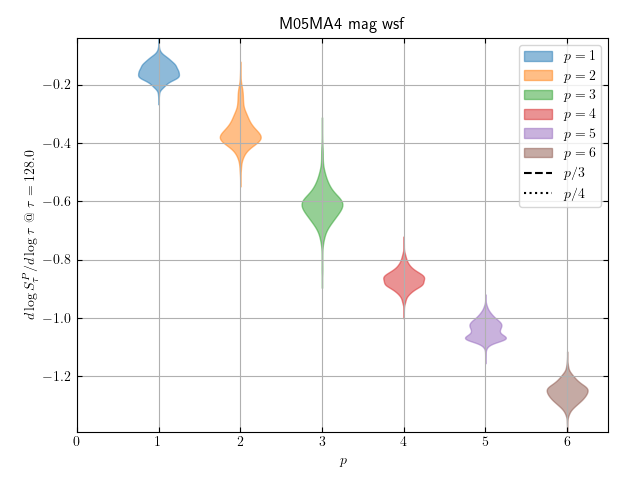 M05MA4 mag wsf
d log S_τ^P / d log τ @ τ = 128.0
−0.2
−0.4
−0.6
−0.8
−1.0
−1.2
p = 1
p = 2
p = 3
p = 4
p = 5
p = 6
p/3
p/4
0 1 2 3 4 5 6
p